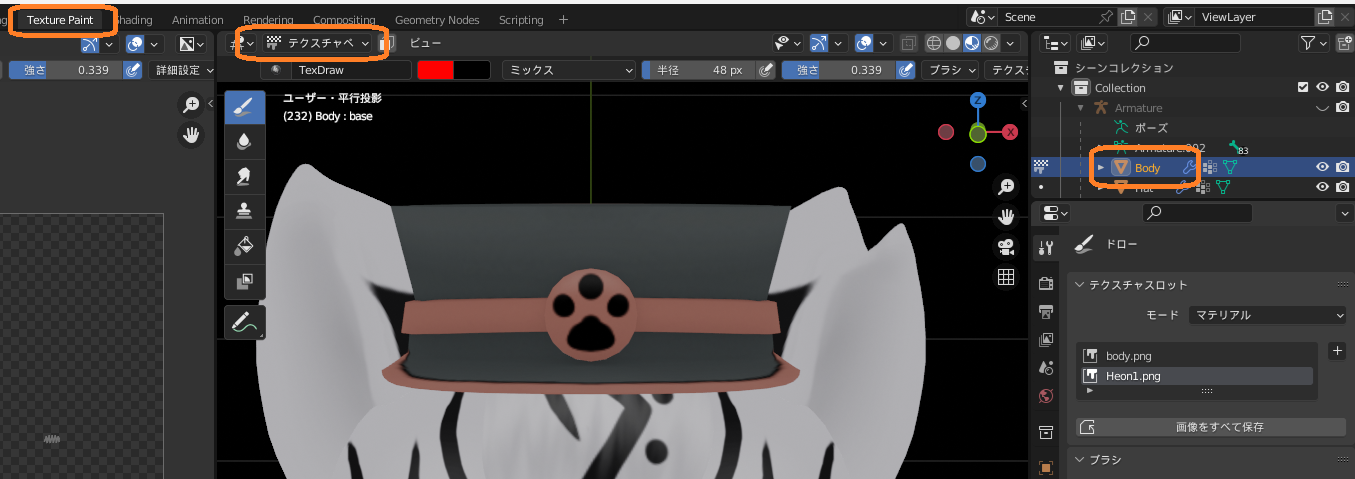 Texture Paint Shading Animation Rendering Compositing Geometry Nodes Scripting + Scene ViewLayer
テクスチャペ ビュー
強さ 0.339 詳細設定 TexDraw ミックス 半径 48 px 強さ 0.339 ブラシ テクス
ユーザー・平行投影
(232) Body : base
Z
X
シーンコレクション
Collection
Armature
ポーズ
Armature.002 83
Body
Hat
ドロー
テクスチャスロット
モード マテリアル
body.png
Heon1.png
画像をすべて保存
ブラシ